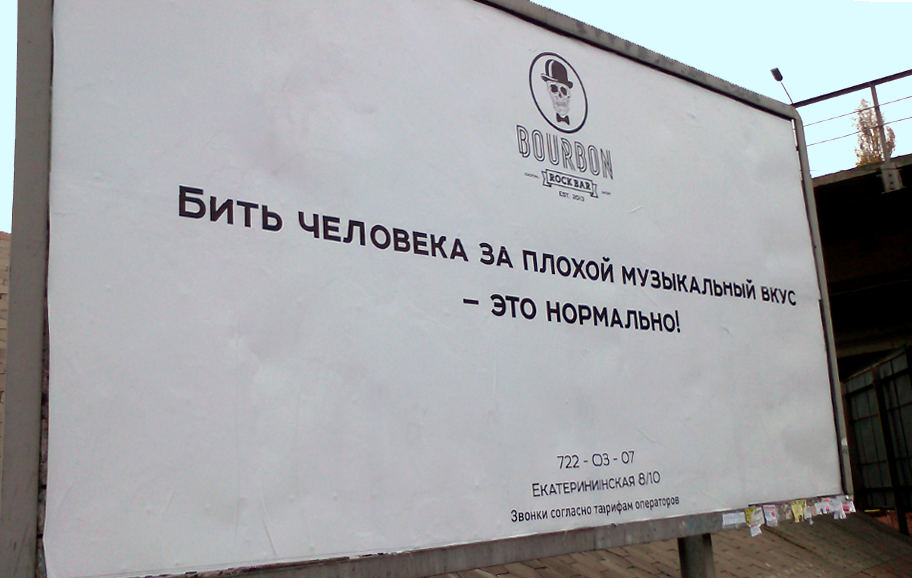 BOURBON
ROCK BAR
EST. 2013
Бить человека за плохой музыкальный вкус
– это нормально!
722 - 03 - 07
Екатерининская 8/10
Звонки согласно тарифам операторов